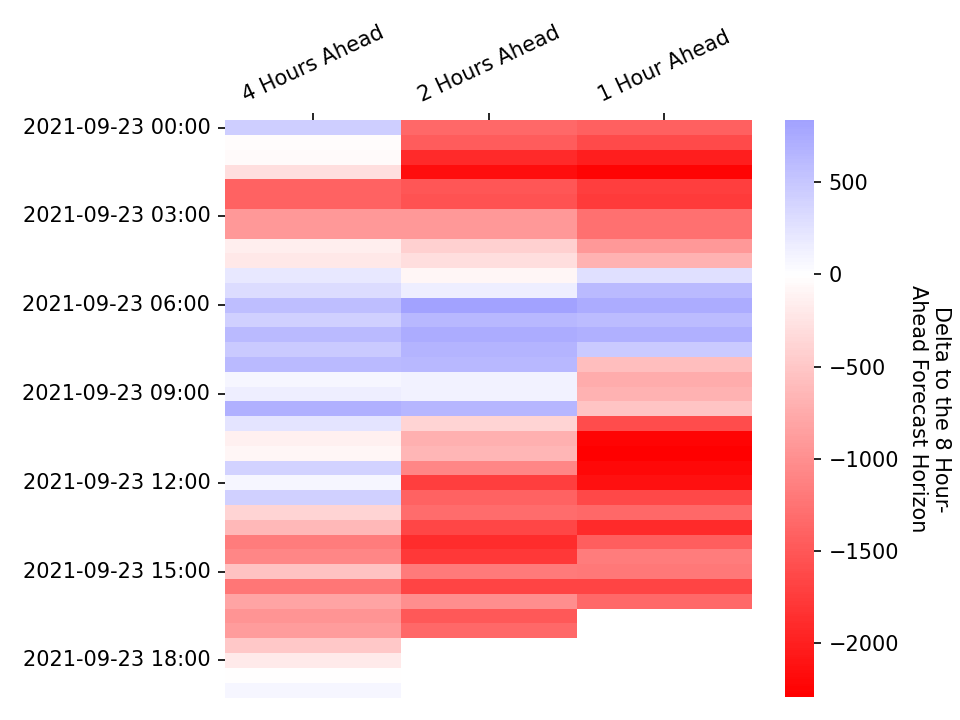 4 Hours Ahead
2 Hours Ahead
1 Hour Ahead
2021-09-23 00:00
2021-09-23 03:00
2021-09-23 06:00
2021-09-23 09:00
2021-09-23 12:00
2021-09-23 15:00
2021-09-23 18:00
500
0
−500
−1000
−1500
−2000
Delta to the 8 Hour-
Ahead Forecast Horizon